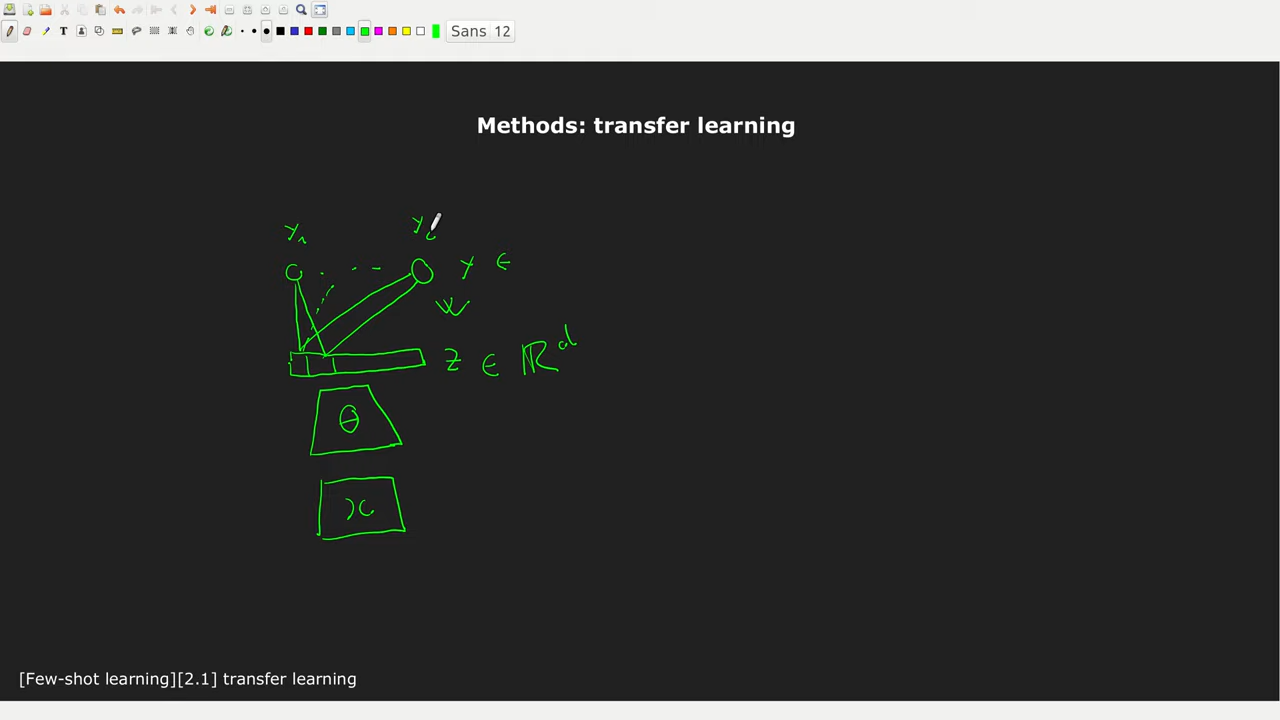 Sans 12
Methods: transfer learning
y₁ y
y ∈
W
z ∈ ℝᵈ
θ
x
[Few-shot learning][2.1] transfer learning